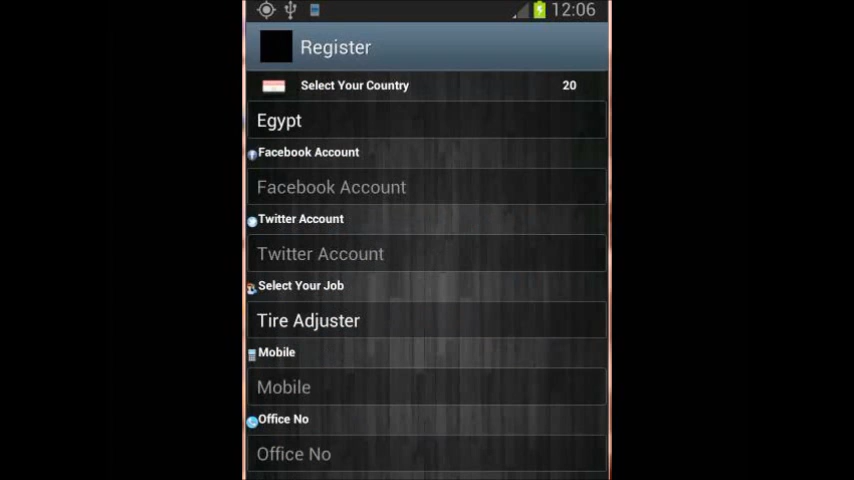 12:06
Register
Select Your Country 20
Egypt
Facebook Account
Facebook Account
Twitter Account
Twitter Account
Select Your Job
Tire Adjuster
Mobile
Mobile
Office No
Office No